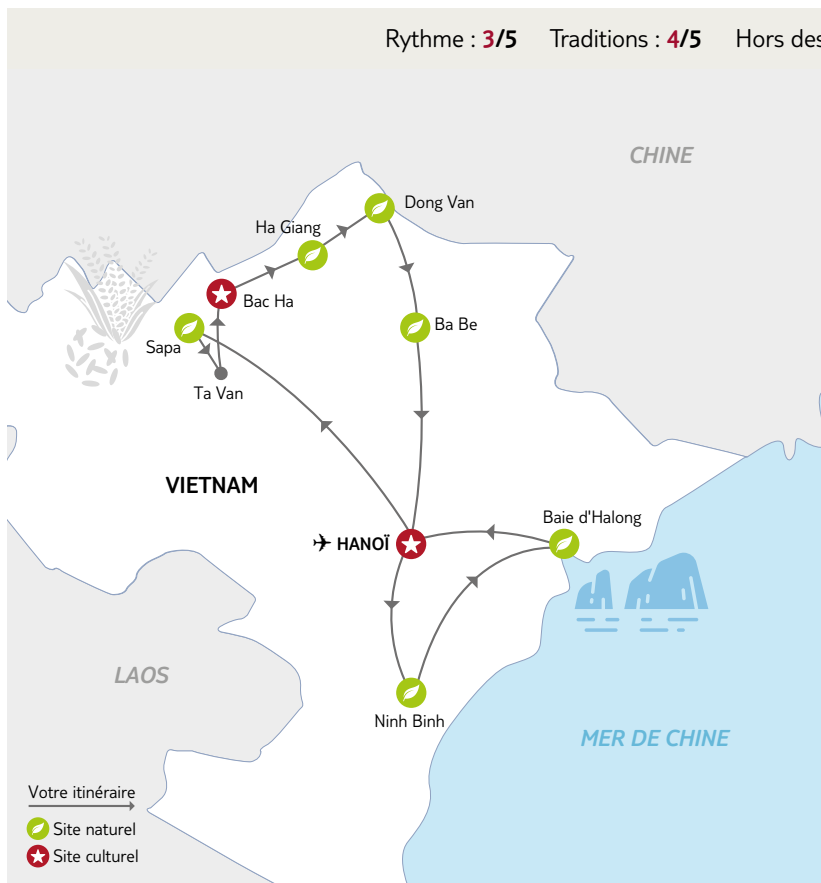 Rythme : 3/5 Traditions : 4/5 Hors des
CHINE
Dong Van
Ha Giang
Bac Ha
Ba Be
Sapa
Ta Van
VIETNAM
Baie d'Halong
HANOÏ
LAOS
Ninh Binh
MER DE CHINE
Votre itinéraire
Site naturel
Site culturel